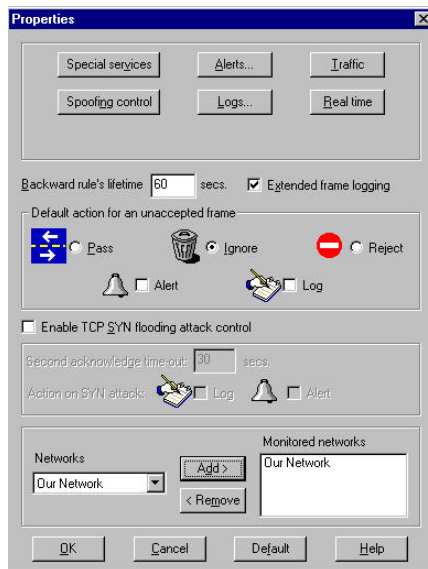 Properties
Special services Alerts... Traffic
Spoofing control Logs... Real time
Backward rule's lifetime 60 secs. Extended frame logging
Default action for an unaccepted frame
Pass Ignore Reject
Alert Log
Enable TCP SYN flooding attack control
Second acknowledge time-out: 30 secs.
Action on SYN attack: Log Alert
Monitored networks
Networks
Our Network Add > Our Network
< Remove
OK Cancel Default Help